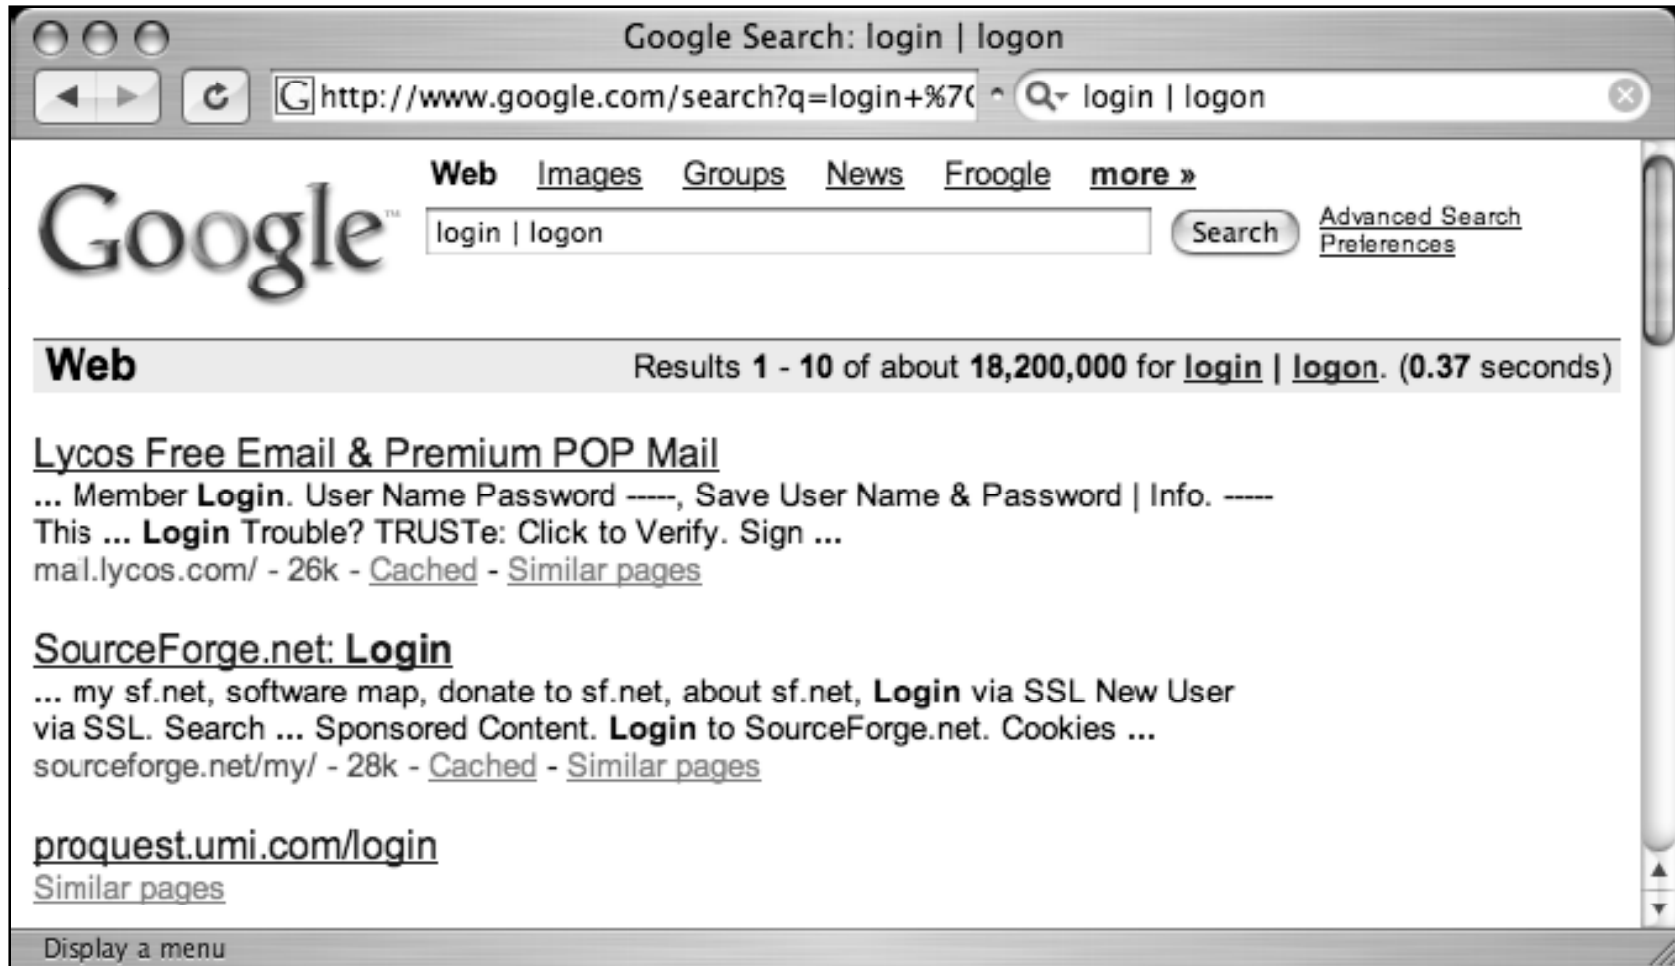 Google Search: login | logon
G http://www.google.com/search?q=login+%7( login | logon
Web Images Groups News Froogle more »
Google™
login | logon Search Advanced Search
Preferences
Web Results 1 - 10 of about 18,200,000 for login | logon. (0.37 seconds)
Lycos Free Email & Premium POP Mail
... Member Login. User Name Password -----, Save User Name & Password | Info. -----
This ... Login Trouble? TRUSTe: Click to Verify. Sign ...
mail.lycos.com/ - 26k - Cached - Similar pages
SourceForge.net: Login
... my sf.net, software map, donate to sf.net, about sf.net, Login via SSL New User
via SSL. Search ... Sponsored Content. Login to SourceForge.net. Cookies ...
sourceforge.net/my/ - 28k - Cached - Similar pages
proquest.umi.com/login
Similar pages
Display a menu